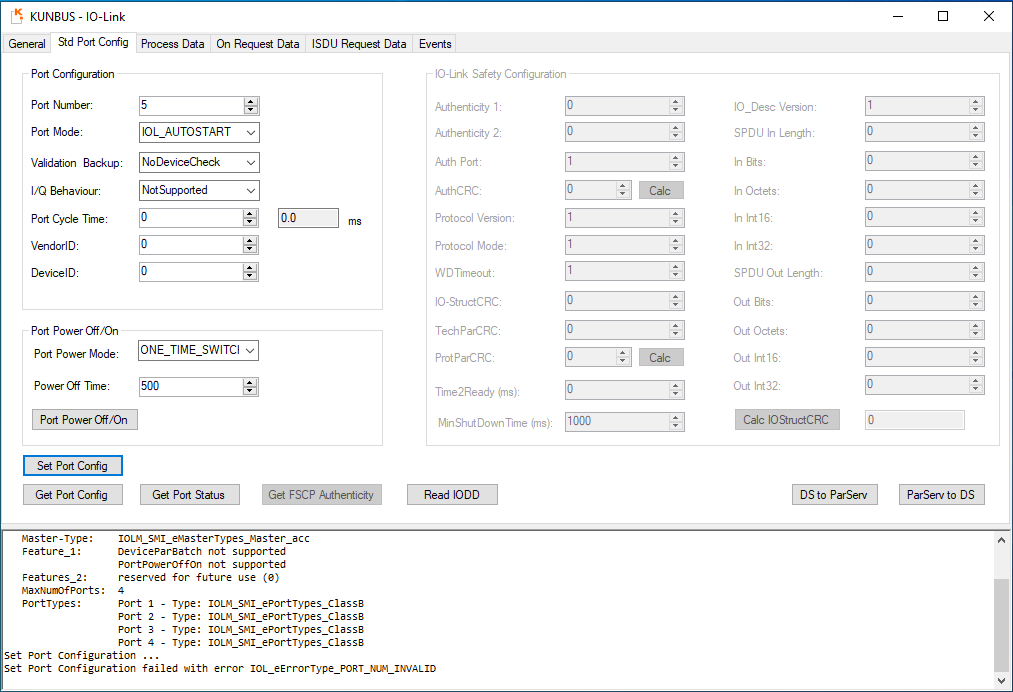 KUNBUS - IO-Link
General Std Port Config Process Data On Request Data ISDU Request Data Events
Port Configuration
Port Number: 5
Port Mode: IOL_AUTOSTART
Validation Backup: NoDeviceCheck
I/Q Behaviour: NotSupported
Port Cycle Time: 0 0.0 ms
VendorID: 0
DeviceID: 0
Port Power Off/On
Port Power Mode: ONE_TIME_SWITCI
Power Off Time: 500
Port Power Off/On
IO-Link Safety Configuration
Authenticity 1: 0
Authenticity 2: 0
Auth Port: 1
AuthCRC: 0 Calc
Protocol Version: 1
Protocol Mode: 1
WDTimeout: 1
IO-StructCRC: 0
TechParCRC: 0
ProtParCRC: 0 Calc
Time2Ready (ms): 0
MinShutDownTime (ms): 1000
IO_Desc Version: 1
SPDU In Length: 0
In Bits: 0
In Octets: 0
In Int16: 0
In Int32: 0
SPDU Out Length: 0
Out Bits: 0
Out Octets: 0
Out Int16: 0
Out Int32: 0
Calc IOStructCRC 0
Set Port Config
Get Port Config Get Port Status Get FSCP Authenticity Read IODD DS to ParServ ParServ to DS
Master-Type: IOLM_SMI_eMasterTypes_Master_acc
Feature_1: DeviceParBatch not supported
PortPowerOffOn not supported
Features_2: reserved for future use (0)
MaxNumOfPorts: 4
PortTypes: Port 1 - Type: IOLM_SMI_ePortTypes_ClassB
Port 2 - Type: IOLM_SMI_ePortTypes_ClassB
Port 3 - Type: IOLM_SMI_ePortTypes_ClassB
Port 4 - Type: IOLM_SMI_ePortTypes_ClassB
Set Port Configuration ...
Set Port Configuration failed with error IOL_eErrorType_PORT_NUM_INVALID